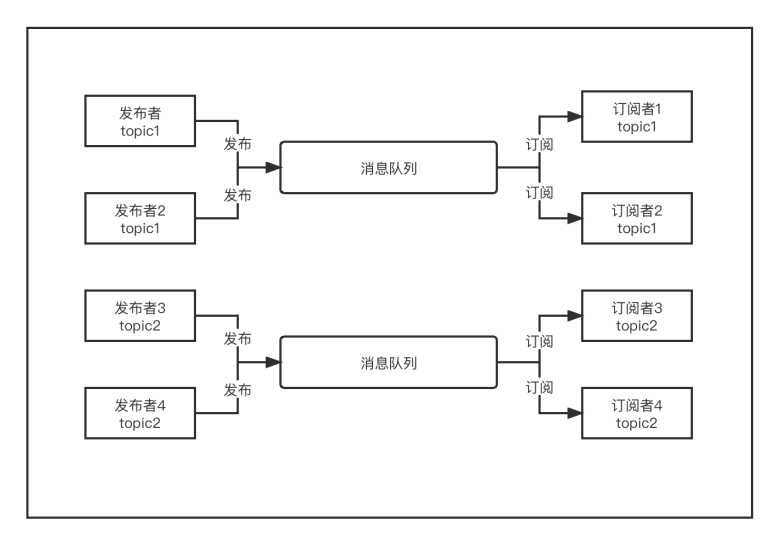 发布者
topic1
发布
消息队列
订阅
订阅者1
topic1
发布者2
topic1
发布
订阅
订阅者2
topic1
发布者3
topic2
发布
消息队列
订阅
订阅者3
topic2
发布者4
topic2
发布
订阅
订阅者4
topic2